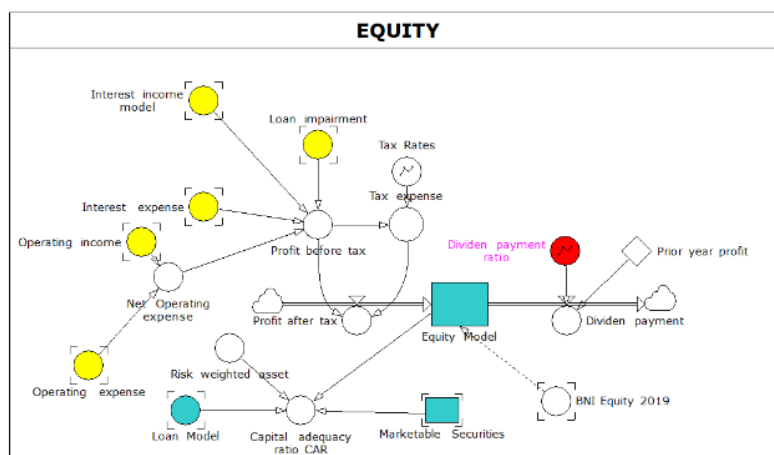 EQUITY
Interest income
model
Loan impairment
Tax Rates
Tax expense
Interest expense
Operating income
Profit before tax
Dividen payment
ratio
Prior year profit
Net Operating
expense
Profit after tax
Dividen payment
Equity Model
Risk weighted asset
Operating expense
BNI Equity 2019
Loan Model
Capital adequacy
ratio CAR
Marketable Securities